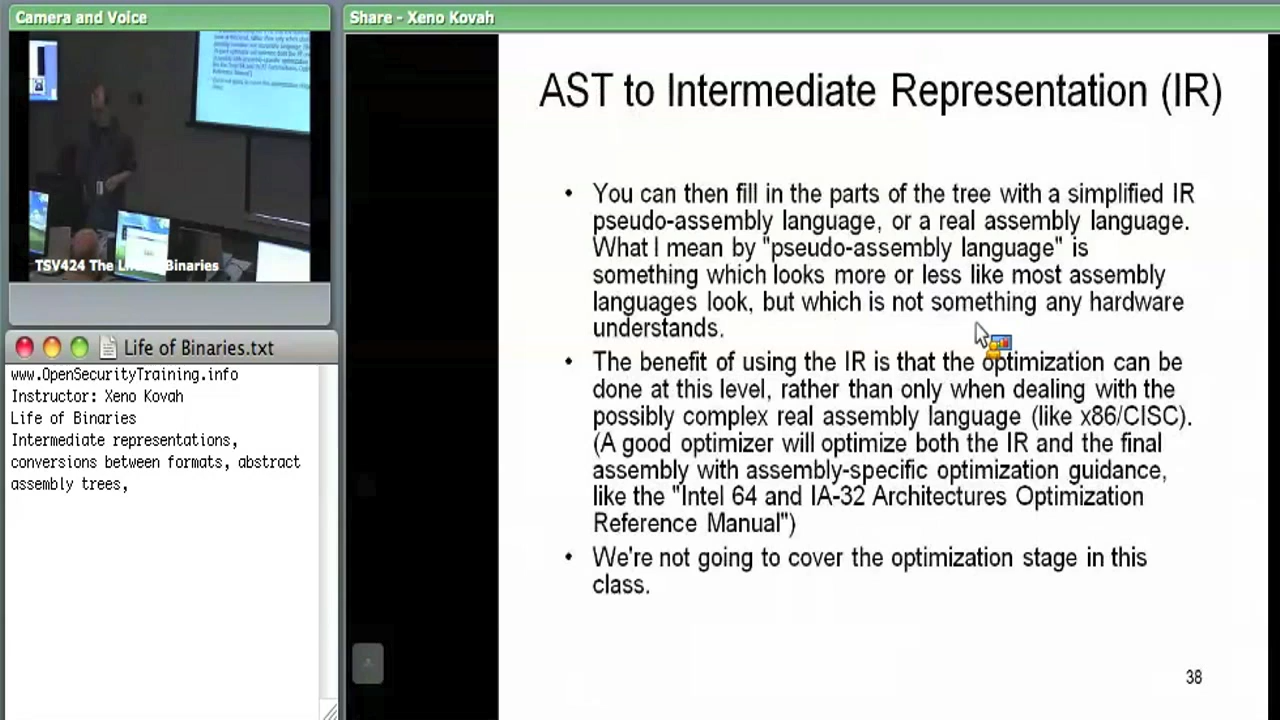 Camera and Voice
TSV424 The Li of Binaries
Life of Binaries.txt
www.OpenSecurityTraining.info
Instructor: Xeno Kovah
Life of Binaries
Intermediate representations,
conversions between formats, abstract
assembly trees,
Share - Xeno Kovah
AST to Intermediate Representation (IR)
• You can then fill in the parts of the tree with a simplified IR
pseudo-assembly language, or a real assembly language.
What I mean by "pseudo-assembly language" is
something which looks more or less like most assembly
languages look, but which is not something any hardware
understands.
• The benefit of using the IR is that the optimization can be
done at this level, rather than only when dealing with the
possibly complex real assembly language (like x86/CISC).
(A good optimizer will optimize both the IR and the final
assembly with assembly-specific optimization guidance,
like the "Intel 64 and IA-32 Architectures Optimization
Reference Manual")
• We're not going to cover the optimization stage in this
class.
38